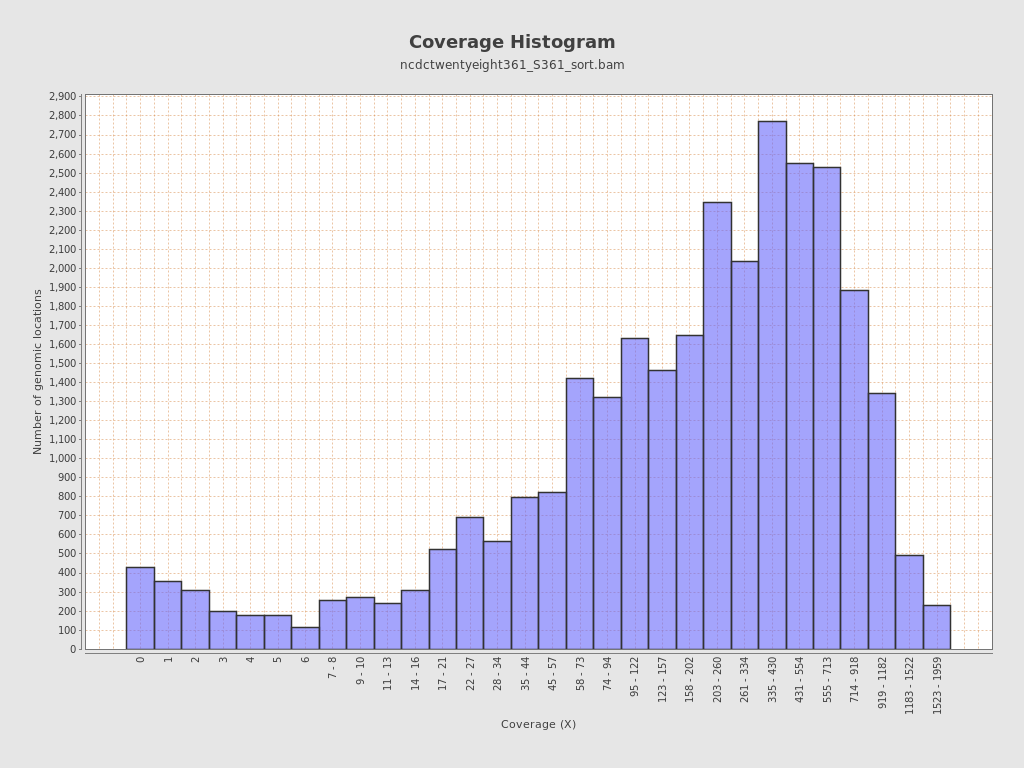 Coverage Histogram
ncdctwentyeight361_S361_sort.bam
Number of genomic locations
2,900
2,800
2,700
2,600
2,500
2,400
2,300
2,200
2,100
2,000
1,900
1,800
1,700
1,600
1,500
1,400
1,300
1,200
1,100
1,000
900
800
700
600
500
400
300
200
100
0
0
1
2
3
4
5
6
7 - 8
9 - 10
11 - 13
14 - 16
17 - 21
22 - 27
28 - 34
35 - 44
45 - 57
58 - 73
74 - 94
95 - 122
123 - 157
158 - 202
203 - 260
261 - 334
335 - 430
431 - 554
555 - 713
714 - 918
919 - 1182
1183 - 1522
1523 - 1959
Coverage (X)